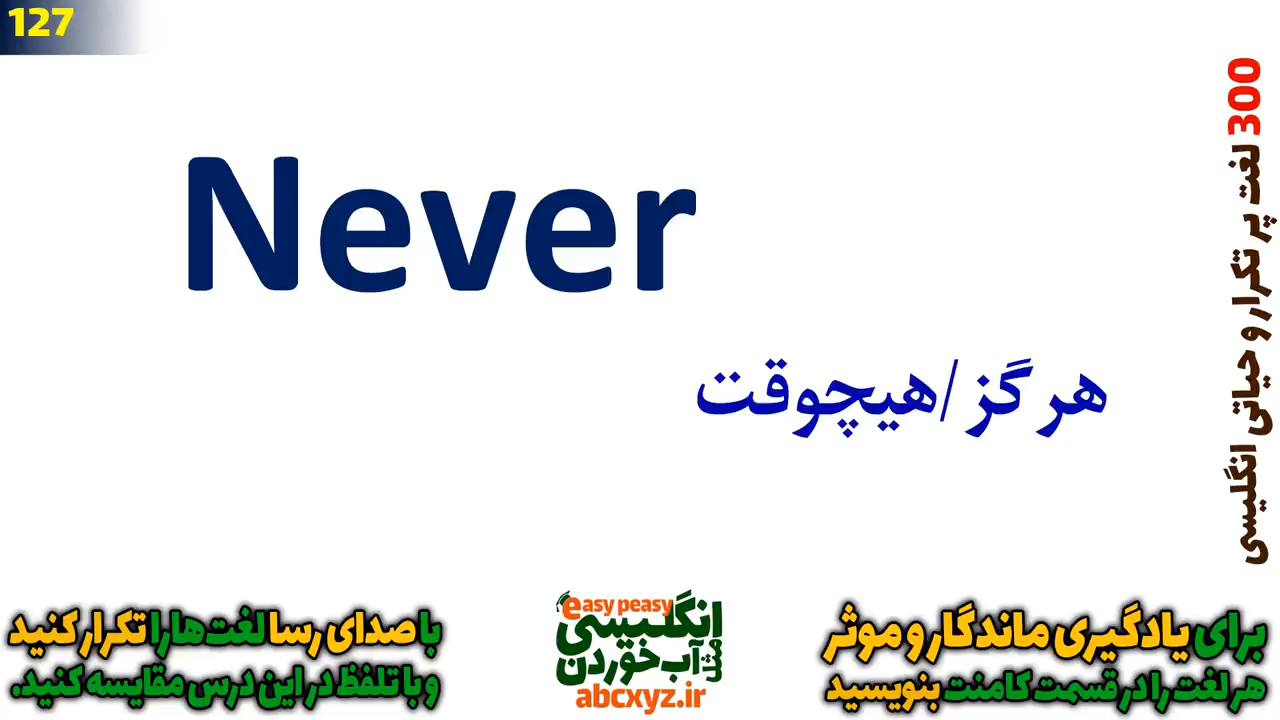 127
300 لغت پر تکرار و حیاتی انگلیسی
Never
هرگز/هیچوقت
برای یادگیری ماندگار و موثر
هر لغت را در قسمت کامنت بنویسید
easy peasy
انگلیسی
مثل آب خوردن
abcxyz.ir
با صدای رسا لغت‌ها را تکرار کنید
و با تلفظ در این درس مقایسه کنید.